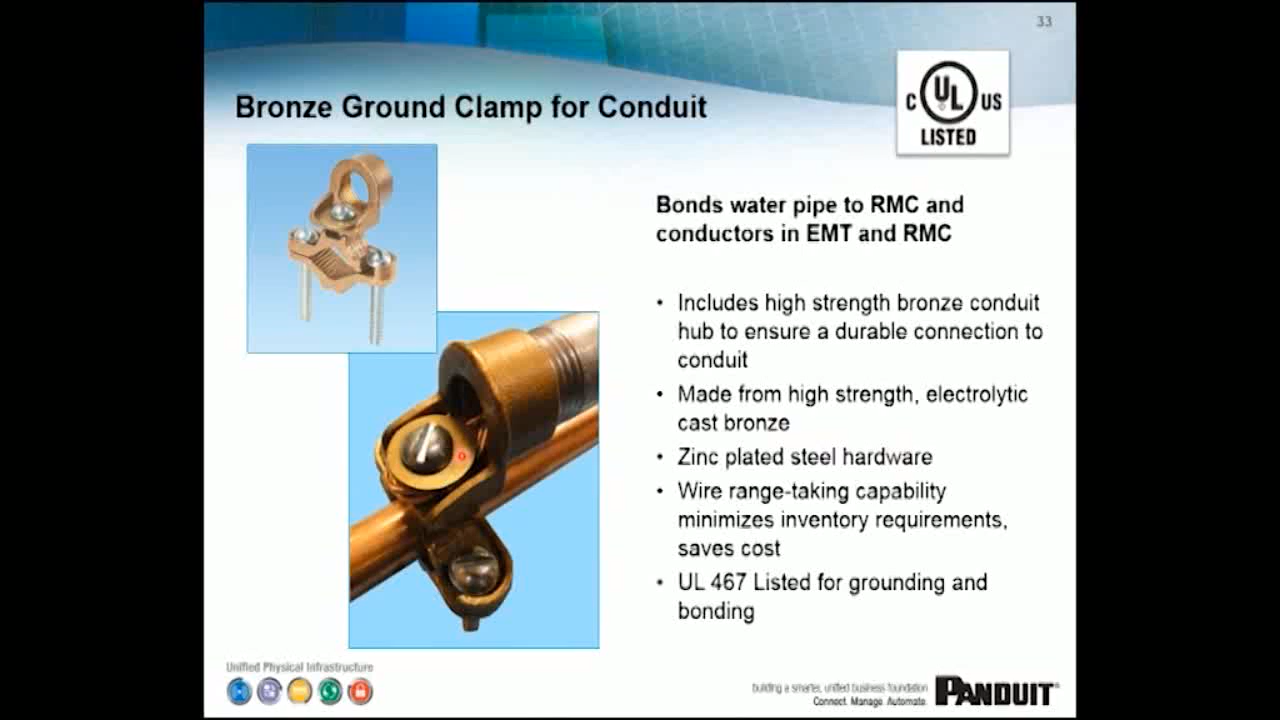 33
C UL US
LISTED
Bronze Ground Clamp for Conduit
Bonds water pipe to RMC and
conductors in EMT and RMC
• Includes high strength bronze conduit
hub to ensure a durable connection to
conduit
• Made from high strength, electrolytic
cast bronze
• Zinc plated steel hardware
• Wire range-taking capability
minimizes inventory requirements,
saves cost
• UL 467 Listed for grounding and
bonding
Unified Physical Infrastructure
building a smarter, unified business foundation
Connect. Manage. Automate.
PANDUIT